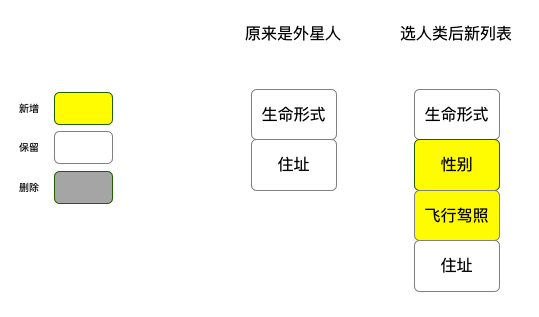 原来是外星人
选人类后新列表
新增
保留
删除
生命形式
住址
生命形式
性别
飞行驾照
住址